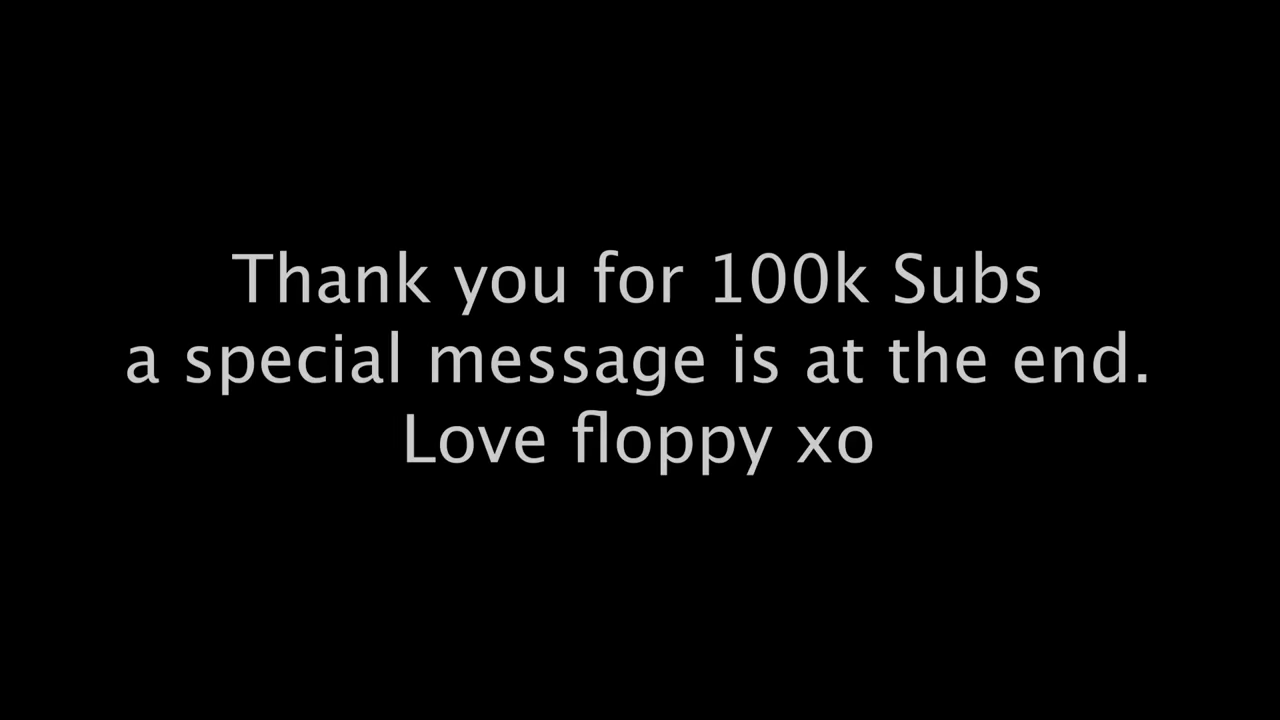 Thank you for 100k Subs
a special message is at the end.
Love floppy xo